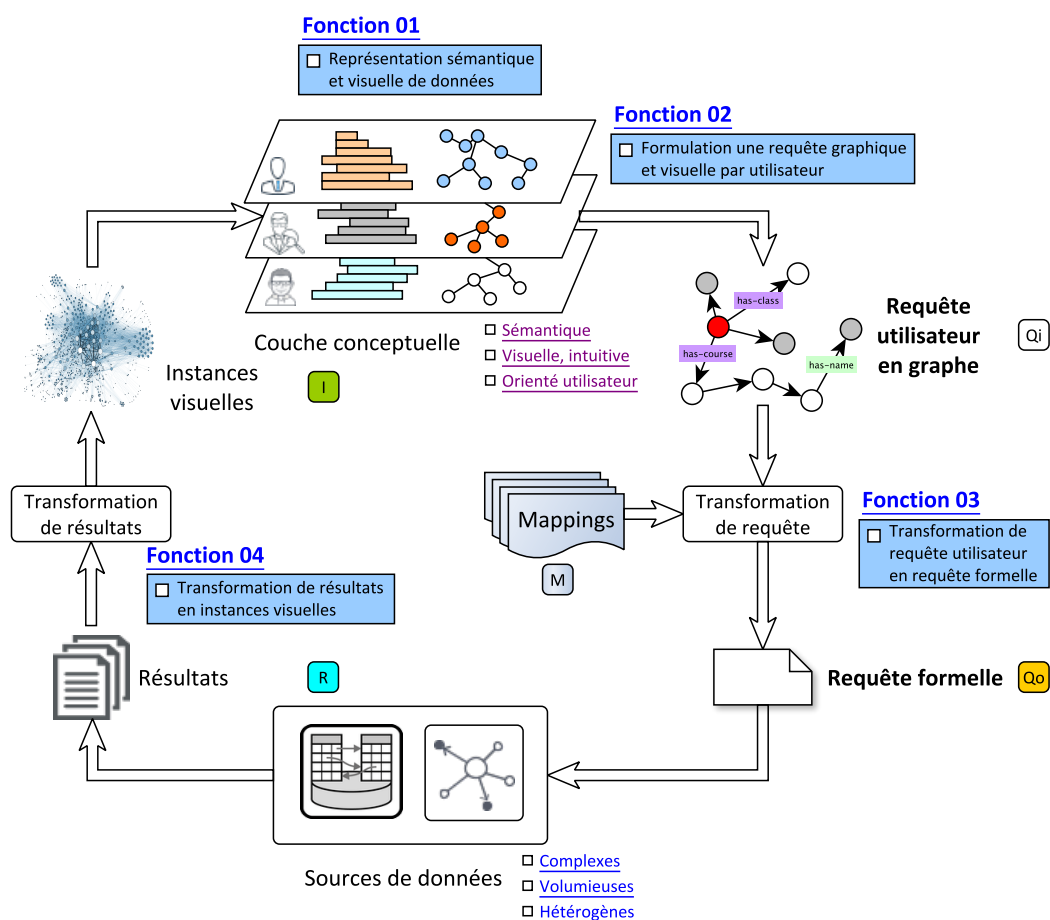 Fonction 01
Représentation sémantique
et visuelle de données
Fonction 02
Formulation une requête graphique
et visuelle par utilisateur
has-class
has-course
has-name
Requête
utilisateur
en graphe
Qi
Couche conceptuelle
Sémantique
Visuelle, intuitive
Orienté utilisateur
Instances
visuelles
I
Transformation
de résultats
Mappings
M
Transformation
de requête
Fonction 03
Transformation de
requête utilisateur
en requête formelle
Fonction 04
Transformation de résultats
en instances visuelles
Résultats
R
Requête formelle
Qo
Sources de données
Complexes
Volumieuses
Hétérogènes